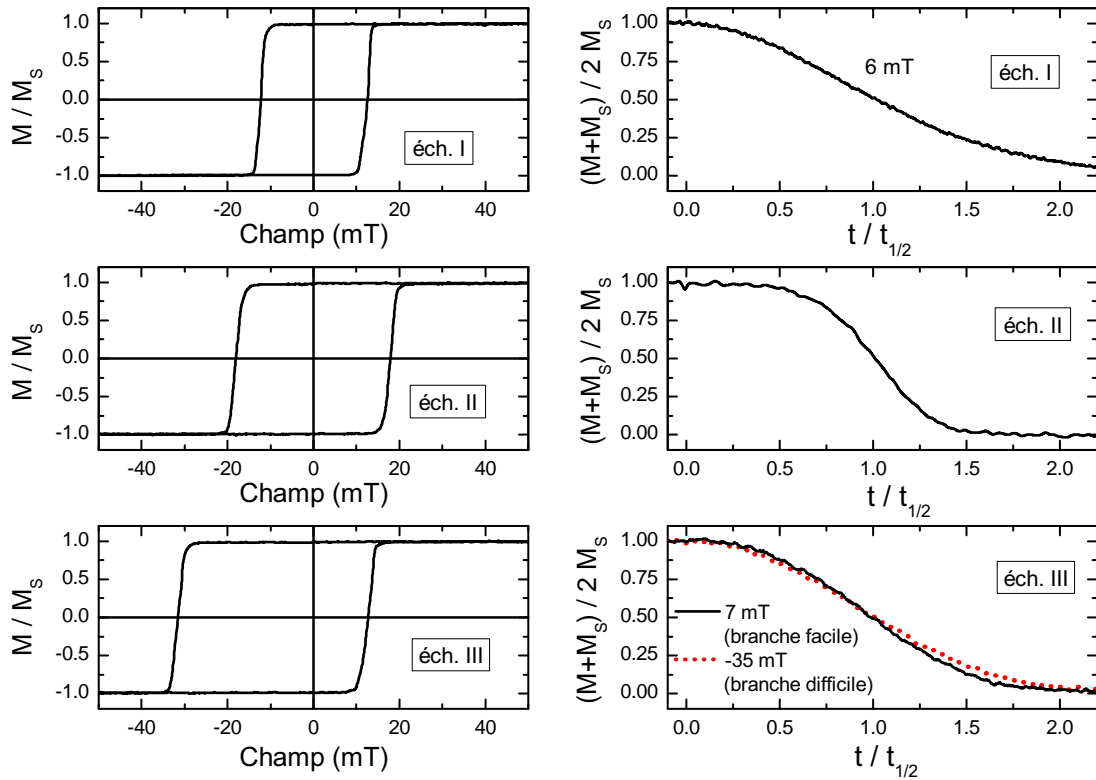 1.0
0.5
0.0
-0.5
-1.0
M / M_S
-40 -20 0 20 40
Champ (mT)
éch. I
1.00
0.75
0.50
0.25
0.00
(M+M_S) / 2 M_S
6 mT
éch. I
0.0 0.5 1.0 1.5 2.0
t / t_1/2
1.0
0.5
0.0
-0.5
-1.0
M / M_S
éch. II
-40 -20 0 20 40
Champ (mT)
1.00
0.75
0.50
0.25
0.00
(M+M_S) / 2 M_S
éch. II
0.0 0.5 1.0 1.5 2.0
t / t_1/2
1.0
0.5
0.0
-0.5
-1.0
M / M_S
éch. III
-40 -20 0 20 40
Champ (mT)
1.00
0.75
0.50
0.25
0.00
(M+M_S) / 2 M_S
éch. III
7 mT
(branche facile)
-35 mT
(branche difficile)
0.0 0.5 1.0 1.5 2.0
t / t_1/2